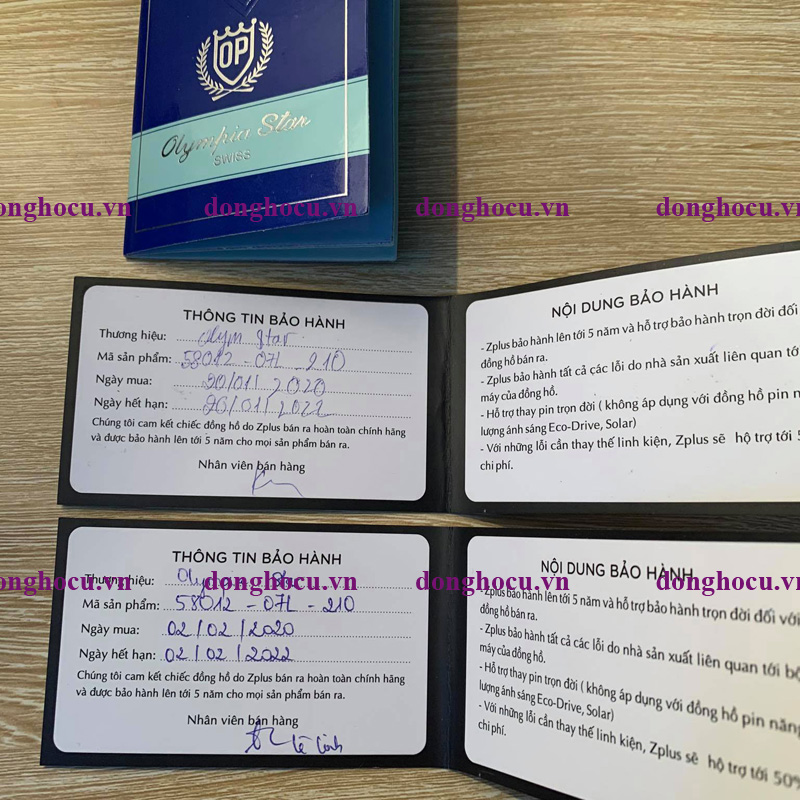 OP
Olympia Star
SWISS
donghocu.vn donghocu.vn donghocu.vn donghocu.vn
THÔNG TIN BẢO HÀNH
Thương hiệu: Olym Star
Mã sản phẩm: 58012 - 07L - 210
Ngày mua: 20/01/2020
Ngày hết hạn: 20/01/2022
Chúng tôi cam kết chiếc đồng hồ do Zplus bán ra hoàn toàn chính hãng
và được bảo hành lên tới 5 năm cho mọi sản phẩm bán ra.
Nhân viên bán hàng
NỘI DUNG BẢO HÀNH
- Zplus bảo hành lên tới 5 năm và hỗ trợ bảo hành trọn đời đối
đồng hồ bán ra.
- Zplus bảo hành tất cả các lỗi do nhà sản xuất liên quan tới
máy của đồng hồ.
- Hỗ trợ thay pin trọn đời ( không áp dụng với đồng hồ pin
lượng ánh sáng Eco-Drive, Solar)
- Với những lỗi cần thay thế linh kiện, Zplus sẽ hỗ trợ tới
chi phí.
THÔNG TIN BẢO HÀNH
Thương hiệu:
donghocu.vn donghocu.vn donghocu.vn donghocu.vn
Mã sản phẩm: 58012 - 07L - 210
Ngày mua: 02/02/2020
Ngày hết hạn: 02/02/2022
Chúng tôi cam kết chiếc đồng hồ do Zplus bán ra hoàn toàn chính hãng
và được bảo hành lên tới 5 năm cho mọi sản phẩm bán ra.
Nhân viên bán hàng
Lê Linh
NỘI DUNG BẢO HÀNH
- Zplus bảo hành lên tới 5 năm và hỗ trợ bảo hành trọn đời đối với
đồng hồ bán ra.
- Zplus bảo hành tất cả các lỗi do nhà sản xuất liên quan tới bộ
máy của đồng hồ.
- Hỗ trợ thay pin trọn đời ( không áp dụng với đồng hồ pin năng
lượng ánh sáng Eco-Drive, Solar)
- Với những lỗi cần thay thế linh kiện, Zplus sẽ hỗ trợ tới 50%
chi phí.